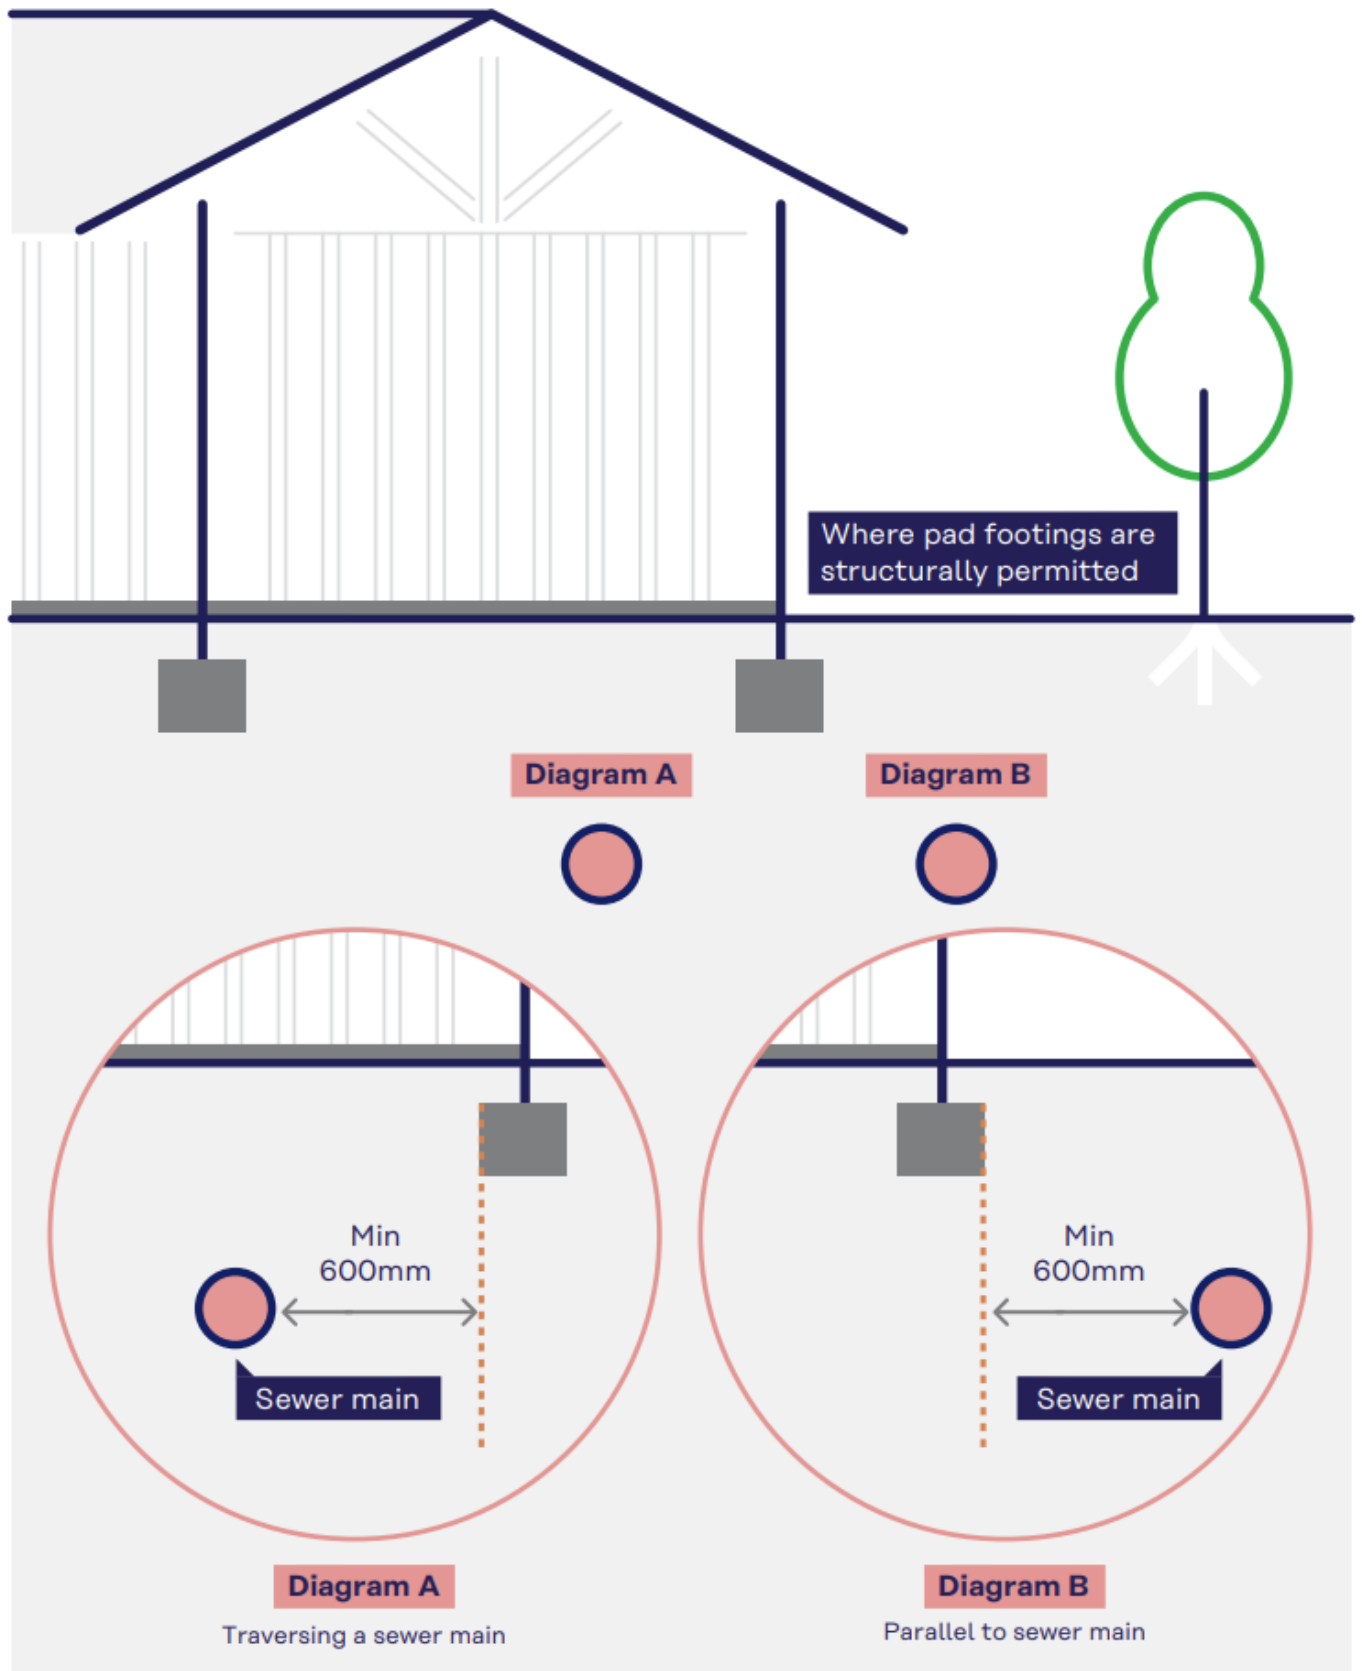 Where pad footings are
structurally permitted
Diagram A
Diagram B
Min
600mm
Sewer main
Min
600mm
Sewer main
Diagram A
Traversing a sewer main
Diagram B
Parallel to sewer main